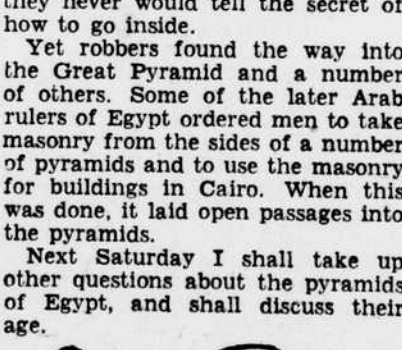 they never would tell the secret of
how to go inside.
Yet robbers found the way into
the Great Pyramid and a number
of others. Some of the later Arab
rulers of Egypt ordered men to take
masonry from the sides of a number
of pyramids and to use the masonry
for buildings in Cairo. When this
was done, it laid open passages into
the pyramids.
Next Saturday I shall take up
other questions about the pyramids
of Egypt, and shall discuss their
age.